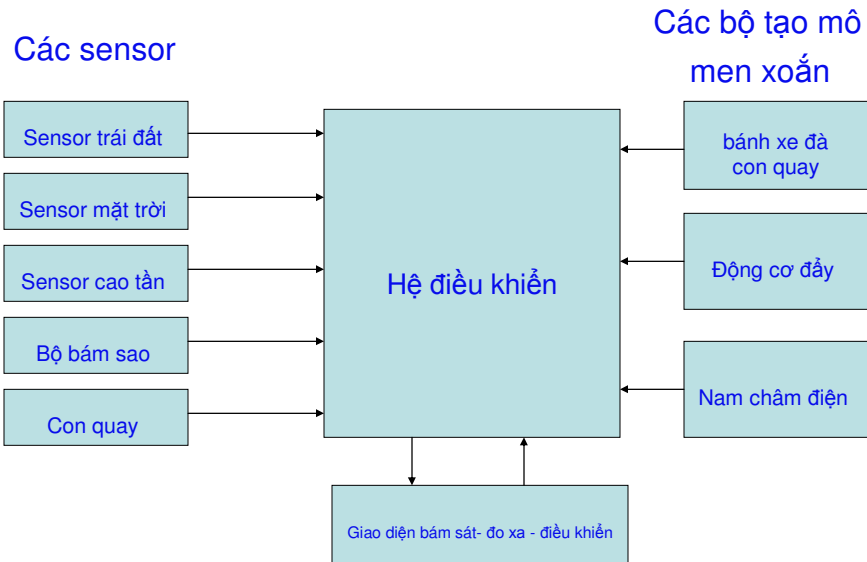 Các sensor
Các bộ tạo mô
men xoắn
Sensor trái đất
Sensor mặt trời
Sensor cao tần
Bộ bám sao
Con quay
Hệ điều khiển
bánh xe đà
con quay
Động cơ đẩy
Nam châm điện
Giao diện bám sát- đo xa - điều khiển